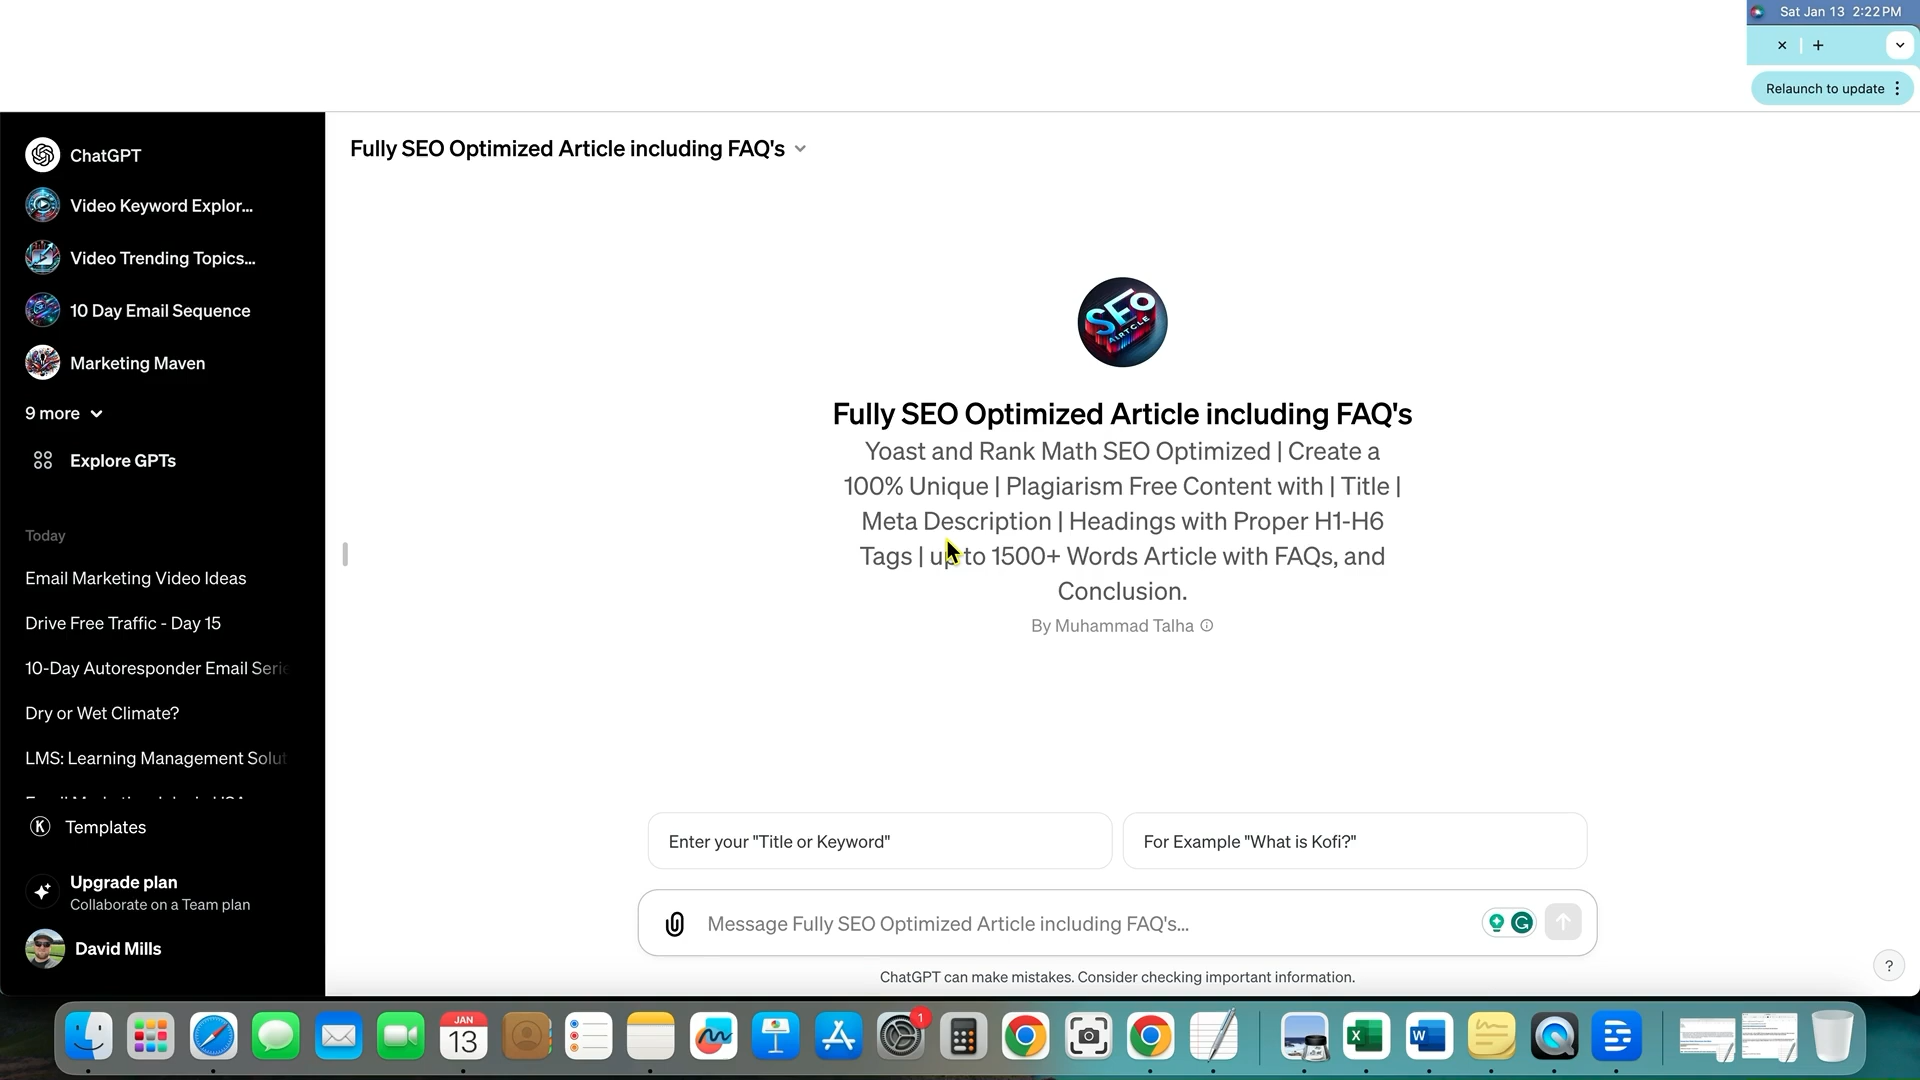 Sat Jan 13 2:22 PM
Relaunch to update
ChatGPT
Video Keyword Explor...
Video Trending Topics...
10 Day Email Sequence
Marketing Maven
9 more
Explore GPTs
Today
Email Marketing Video Ideas
Drive Free Traffic - Day 15
10-Day Autoresponder Email Serie
Dry or Wet Climate?
LMS: Learning Management Solut
Templates
Upgrade plan
Collaborate on a Team plan
David Mills
Fully SEO Optimized Article including FAQ's
SEO
Fully SEO Optimized Article including FAQ's
Yoast and Rank Math SEO Optimized | Create a
100% Unique | Plagiarism Free Content with | Title |
Meta Description | Headings with Proper H1-H6
Tags | up to 1500+ Words Article with FAQs, and
Conclusion.
By Muhammad Talha
Enter your "Title or Keyword"
For Example "What is Kofi?"
Message Fully SEO Optimized Article including FAQ's...
ChatGPT can make mistakes. Consider checking important information.
?
JAN
13
1